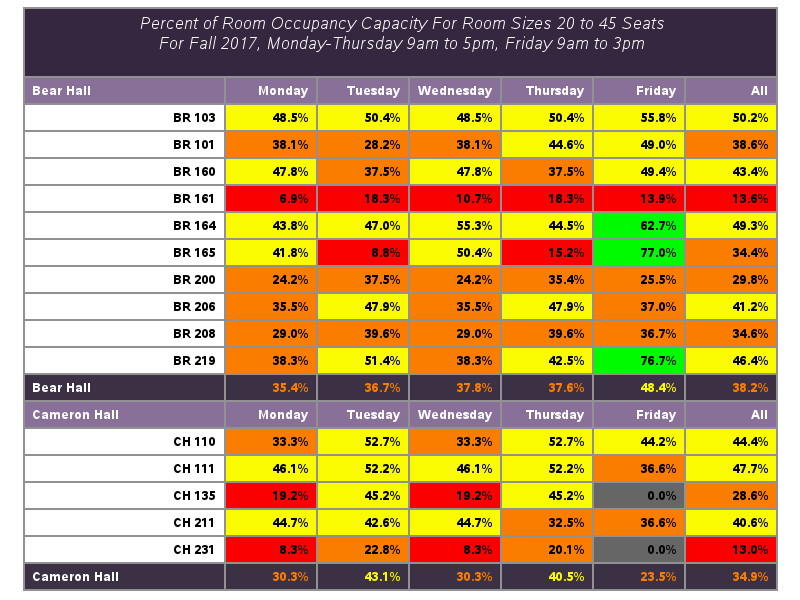 Percent of Room Occupancy Capacity For Room Sizes 20 to 45 Seats
For Fall 2017, Monday-Thursday 9am to 5pm, Friday 9am to 3pm
Bear Hall Monday Tuesday Wednesday Thursday Friday All
BR 103 48.5% 50.4% 48.5% 50.4% 55.8% 50.2%
BR 101 38.1% 28.2% 38.1% 44.6% 49.0% 38.6%
BR 160 47.8% 37.5% 47.8% 37.5% 49.4% 43.4%
BR 161 6.9% 18.3% 10.7% 18.3% 13.9% 13.6%
BR 164 43.8% 47.0% 55.3% 44.5% 62.7% 49.3%
BR 165 41.8% 8.8% 50.4% 15.2% 77.0% 34.4%
BR 200 24.2% 37.5% 24.2% 35.4% 25.5% 29.8%
BR 206 35.5% 47.9% 35.5% 47.9% 37.0% 41.2%
BR 208 29.0% 39.6% 29.0% 39.6% 36.7% 34.6%
BR 219 38.3% 51.4% 38.3% 42.5% 76.7% 46.4%
Bear Hall 35.4% 36.7% 37.8% 37.6% 48.4% 38.2%
Cameron Hall Monday Tuesday Wednesday Thursday Friday All
CH 110 33.3% 52.7% 33.3% 52.7% 44.2% 44.4%
CH 111 46.1% 52.2% 46.1% 52.2% 36.6% 47.7%
CH 135 19.2% 45.2% 19.2% 45.2% 0.0% 28.6%
CH 211 44.7% 42.6% 44.7% 32.5% 36.6% 40.6%
CH 231 8.3% 22.8% 8.3% 20.1% 0.0% 13.0%
Cameron Hall 30.3% 43.1% 30.3% 40.5% 23.5% 34.9%